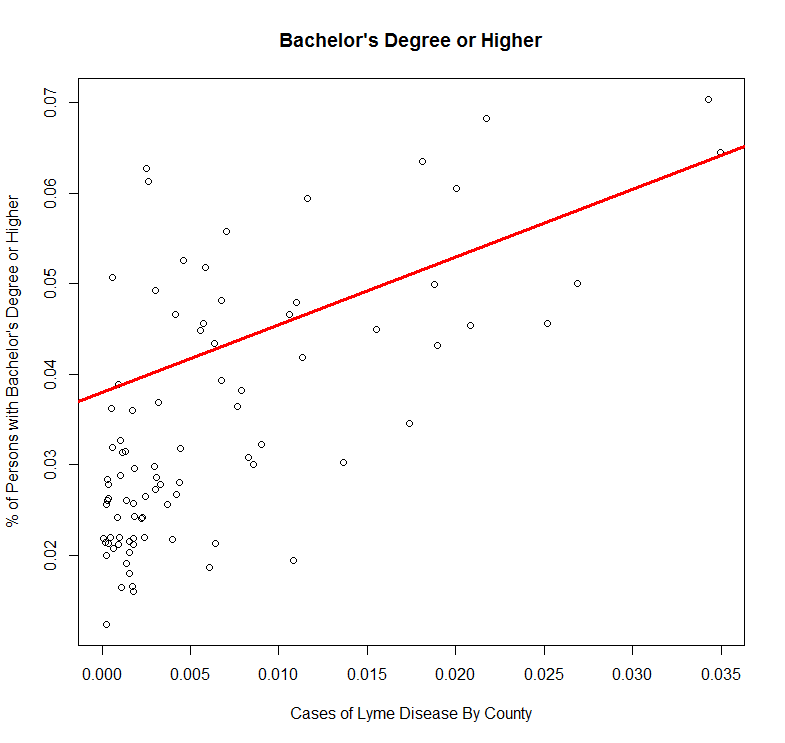 Bachelor's Degree or Higher
% of Persons with Bachelor's Degree or Higher
0.07
0.06
0.05
0.04
0.03
0.02
0.000 0.005 0.010 0.015 0.020 0.025 0.030 0.035
Cases of Lyme Disease By County